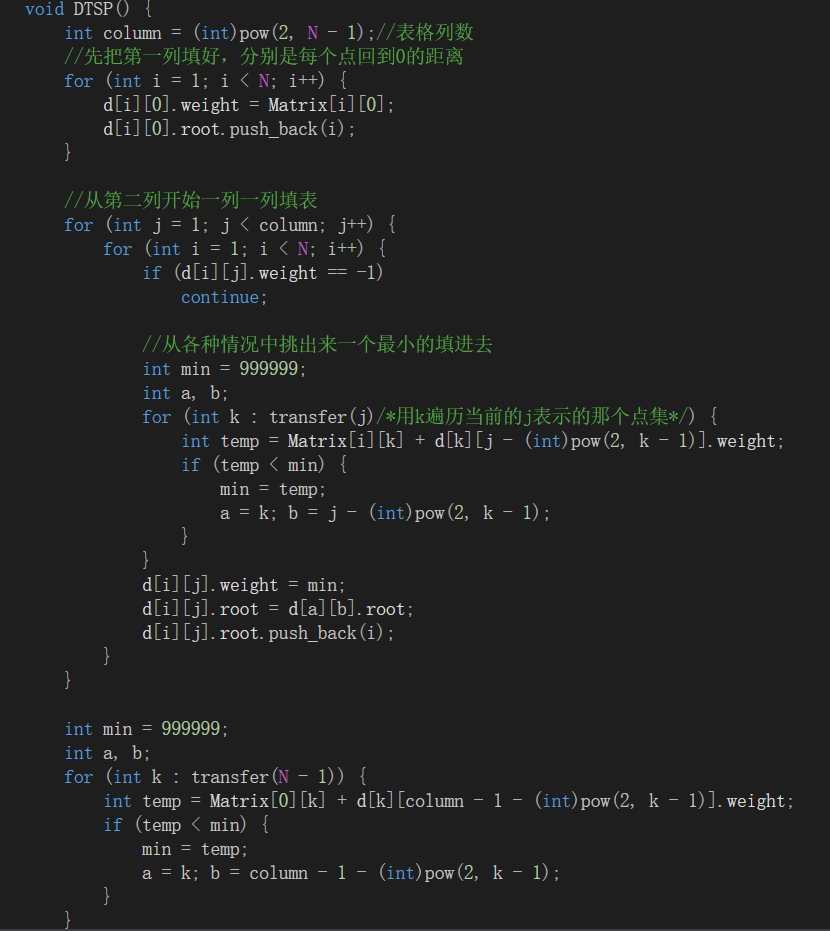 void DTSP() {
    int column = (int)pow(2, N - 1);//表格列数
    //先把第一列填好，分别是每个点回到0的距离
    for (int i = 1; i < N; i++) {
        d[i][0].weight = Matrix[i][0];
        d[i][0].root.push_back(i);
    }

    //从第二列开始一列一列填表
    for (int j = 1; j < column; j++) {
        for (int i = 1; i < N; i++) {
            if (d[i][j].weight == -1)
                continue;

            //从各种情况中挑出来一个最小的填进去
            int min = 999999;
            int a, b;
            for (int k : transfer(j)/*用k遍历当前的j表示的那个点集*/) {
                int temp = Matrix[i][k] + d[k][j - (int)pow(2, k - 1)].weight;
                if (temp < min) {
                    min = temp;
                    a = k; b = j - (int)pow(2, k - 1);
                }
            }
            d[i][j].weight = min;
            d[i][j].root = d[a][b].root;
            d[i][j].root.push_back(i);
        }
    }

    int min = 999999;
    int a, b;
    for (int k : transfer(N - 1)) {
        int temp = Matrix[0][k] + d[k][column - 1 - (int)pow(2, k - 1)].weight;
        if (temp < min) {
            min = temp;
            a = k; b = column - 1 - (int)pow(2, k - 1);
        }
    }